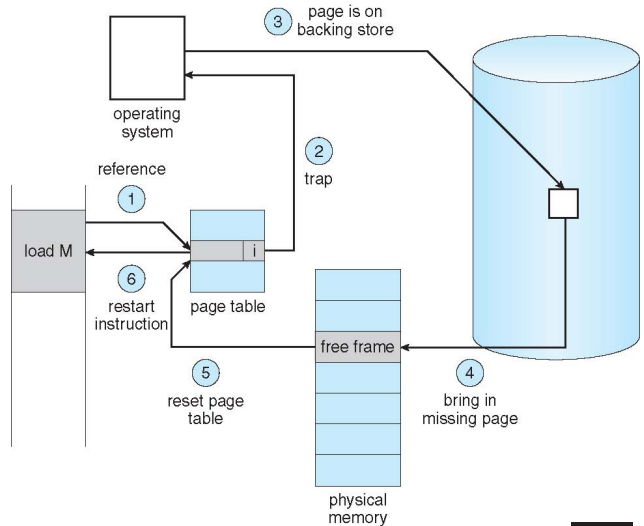 3
page is on
backing store
operating
system
2
trap
reference
1
load M
i
6
restart
instruction
page table
free frame
5
reset page
table
4
bring in
missing page
physical
memory